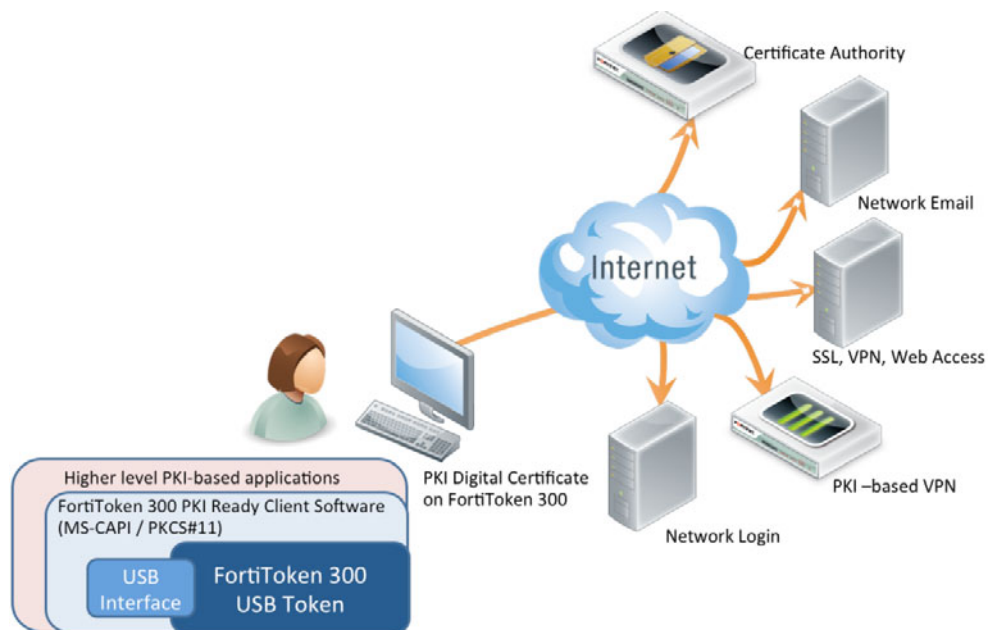 Certificate Authority
Network Email
Internet
SSL, VPN, Web Access
PKI Digital Certificate
on FortiToken 300
PKI –based VPN
Network Login
Higher level PKI-based applications
FortiToken 300 PKI Ready Client Software
(MS-CAPI / PKCS#11)
USB
Interface
FortiToken 300
USB Token